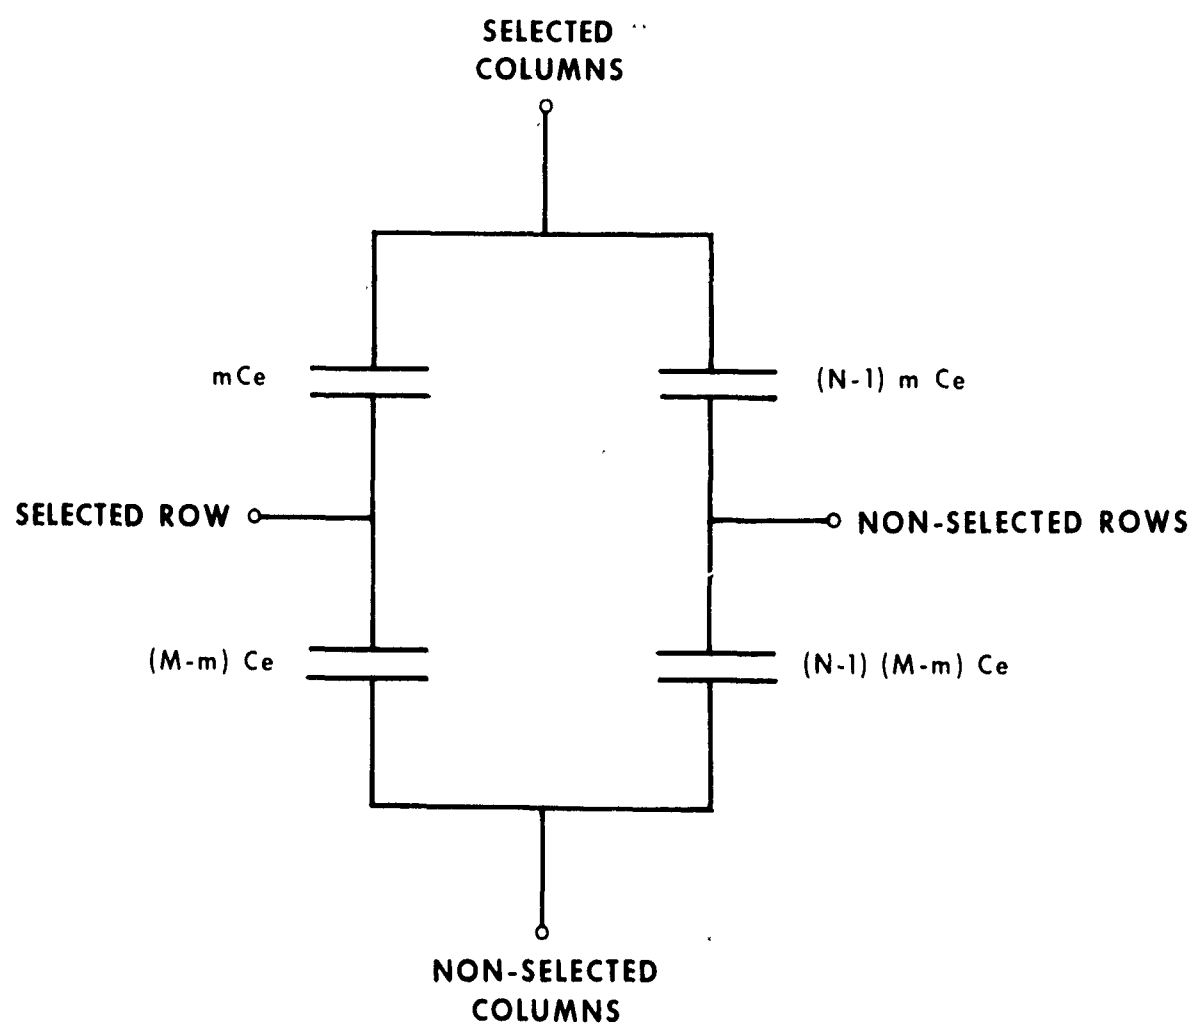 SELECTED
COLUMNS
mCe
(N-1) m Ce
SELECTED ROW
NON-SELECTED ROWS
(M-m) Ce
(N-1) (M-m) Ce
NON-SELECTED
COLUMNS